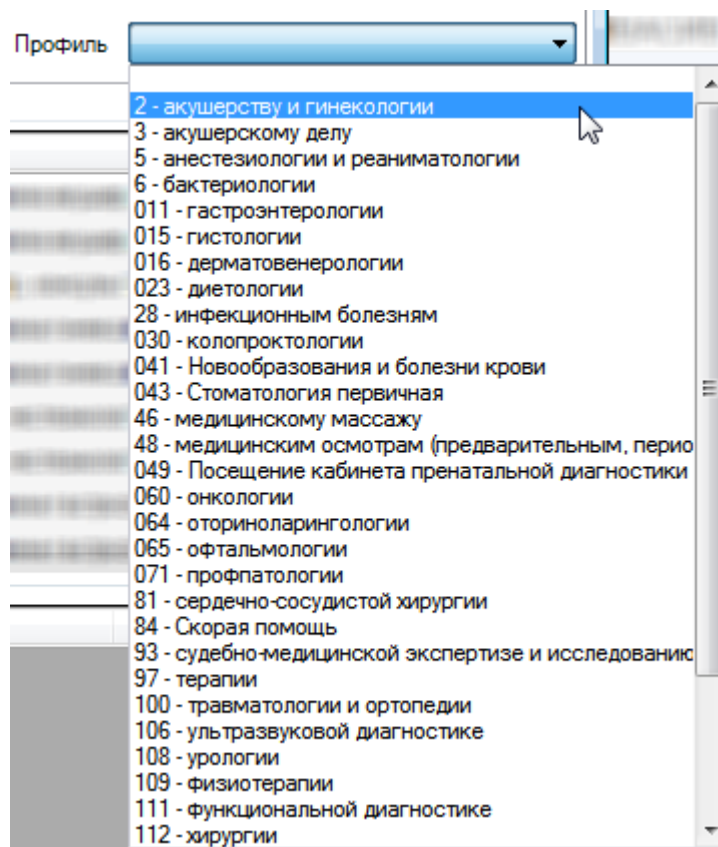 Профиль
2 - акушерству и гинекологии
3 - акушерскому делу
5 - анестезиологии и реаниматологии
6 - бактериологии
011 - гастроэнтерологии
015 - гистологии
016 - дерматовенерологии
023 - диетологии
28 - инфекционным болезням
030 - колопроктологии
041 - Новообразования и болезни крови
043 - Стоматология первичная
46 - медицинскому массажу
48 - медицинским осмотрам (предварительным, перио
049 - Посещение кабинета пренатальной диагностики
060 - онкологии
064 - оториноларингологии
065 - офтальмологии
071 - профпатологии
81 - сердечно-сосудистой хирургии
84 - Скорая помощь
93 - судебно-медицинской экспертизе и исследованию
97 - терапии
100 - травматологии и ортопедии
106 - ультразвуковой диагностике
108 - урологии
109 - физиотерапии
111 - функциональной диагностике
112 - хирургии